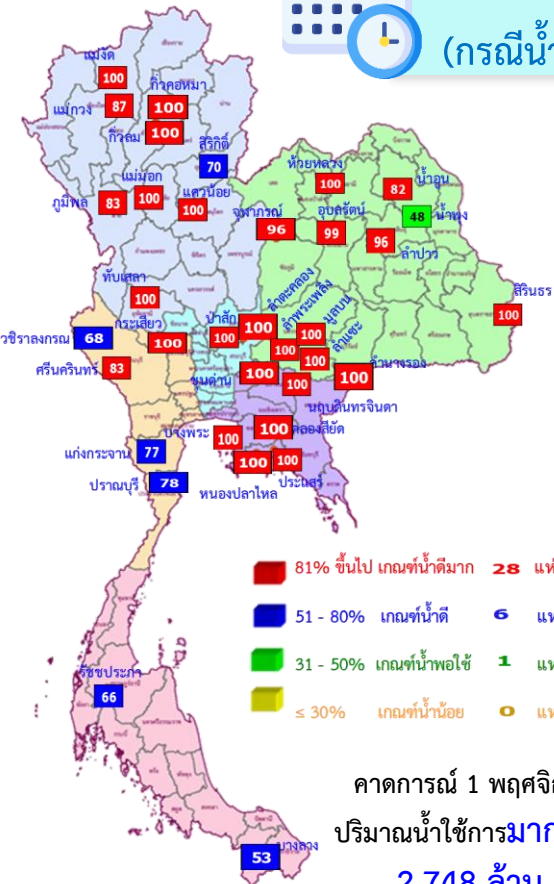 (กรณีน้ำ
แม่งัด
100
กิ่วคอหมา
แม่กวง
87
100
กิ่วลม
100
สิริกิติ์
70
แม่มอก
แควน้อย
ภูมิพล
83
100
100
ห้วยหลวง
100
82
น้ำอูน
จุฬาภรณ์
อุบลรัตน์
48
น้ำพุง
96
99
96
ลำปาว
ทับเสลา
100
สิรินธร
100
กระเสียว
ป่าสัก
ลำตะคอง
ลำพระเพลิง
มูลบน
ลำแชะ
วชิราลงกรณ
68
100
100
100
100
100
100
ศรีนครินทร์
83
ขุนด่าน
100
100
100
ลำนางรอง
นฤบดินทรจินดา
บางพระ
100
100
คลองสียัด
แก่งกระจาน
77
100
100
ปราณบุรี
78
หนองปลาไหล
ประแสร์
81% ขึ้นไป เกณฑ์น้ำดีมาก 28 แห่
51 - 80% เกณฑ์น้ำดี 6 แห
31 - 50% เกณฑ์น้ำพอใช้ 1 แห
≤ 30% เกณฑ์น้ำน้อย 0 แห
รัชชประภา
66
คาดการณ์ 1 พฤศจิก
ปริมาณน้ำใช้การมาก
บางลาง
53
2,748 ล้าน